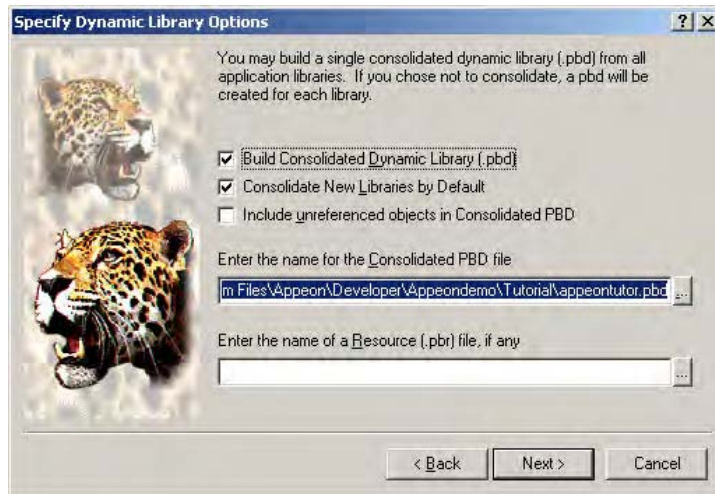 Specify Dynamic Library Options
You may build a single consolidated dynamic library (.pbd) from all
application libraries. If you chose not to consolidate, a pbd will be
created for each library.
Build Consolidated Dynamic Library (.pbd)
Consolidate New Libraries by Default
Include unreferenced objects in Consolidated PBD
Enter the name for the Consolidated PBD file
m Files\Appeon\Developer\Appeondemo\Tutorial\appeontutor.pbd
...
Enter the name of a Resource (.pbr) file, if any
...
< Back Next > Cancel